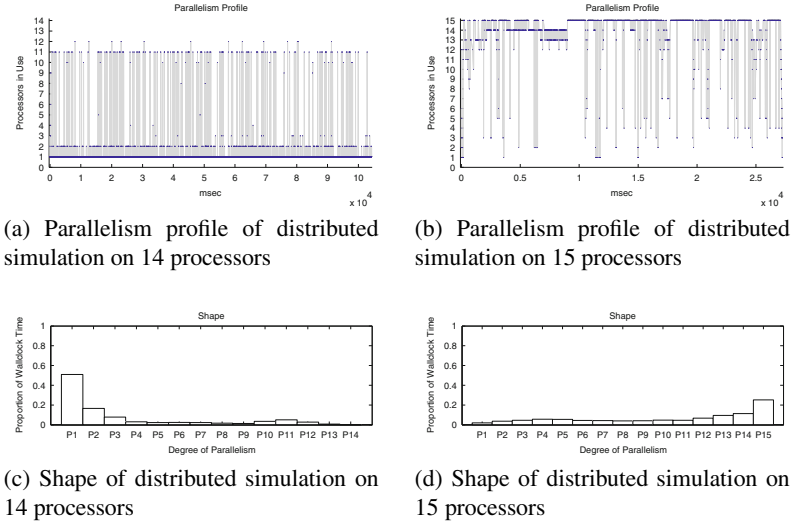 Parallelism Profile
14
13
12
11
10
9
8
7
6
5
4
3
2
1
0
Processors in Use
0 1 2 3 4 5 6 7 8 9 10
msec
x 10 4
(a) Parallelism profile of distributed
simulation on 14 processors
Parallelism Profile
15
14
13
12
11
10
9
8
7
6
5
4
3
2
1
0
Processors in Use
0 0.5 1 1.5 2 2.5
msec
x 10 4
(b) Parallelism profile of distributed
simulation on 15 processors
Shape
1
0.8
0.6
0.4
0.2
0
Proportion of Wallclock Time
P1 P2 P3 P4 P5 P6 P7 P8 P9 P10 P11 P12 P13 P14
Degree of Parallelism
(c) Shape of distributed simulation on
14 processors
Shape
1
0.8
0.6
0.4
0.2
0
Proportion of Wallclock Time
P1 P2 P3 P4 P5 P6 P7 P8 P9 P10 P11 P12 P13 P14 P15
Degree of Parallelism
(d) Shape of distributed simulation on
15 processors